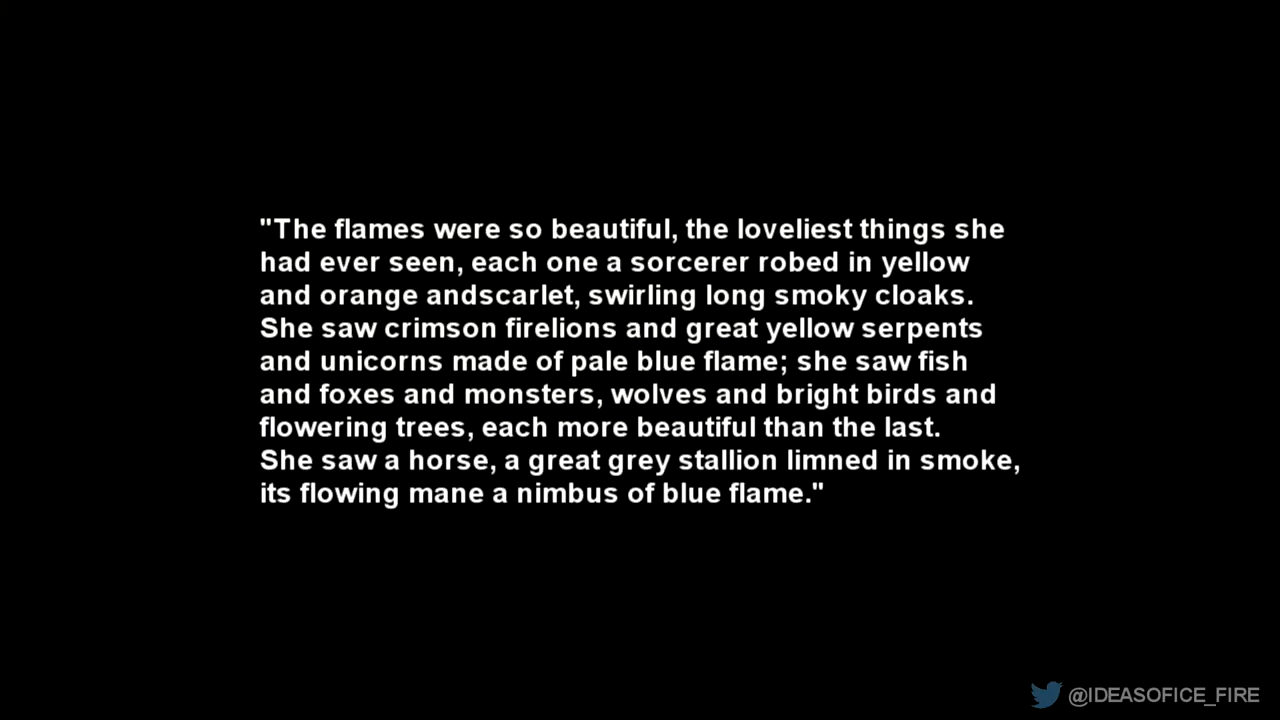 "The flames were so beautiful, the loveliest things she
had ever seen, each one a sorcerer robed in yellow
and orange andscarlet, swirling long smoky cloaks.
She saw crimson firelions and great yellow serpents
and unicorns made of pale blue flame; she saw fish
and foxes and monsters, wolves and bright birds and
flowering trees, each more beautiful than the last.
She saw a horse, a great grey stallion limned in smoke,
its flowing mane a nimbus of blue flame."
@IDEASOFICE_FIRE